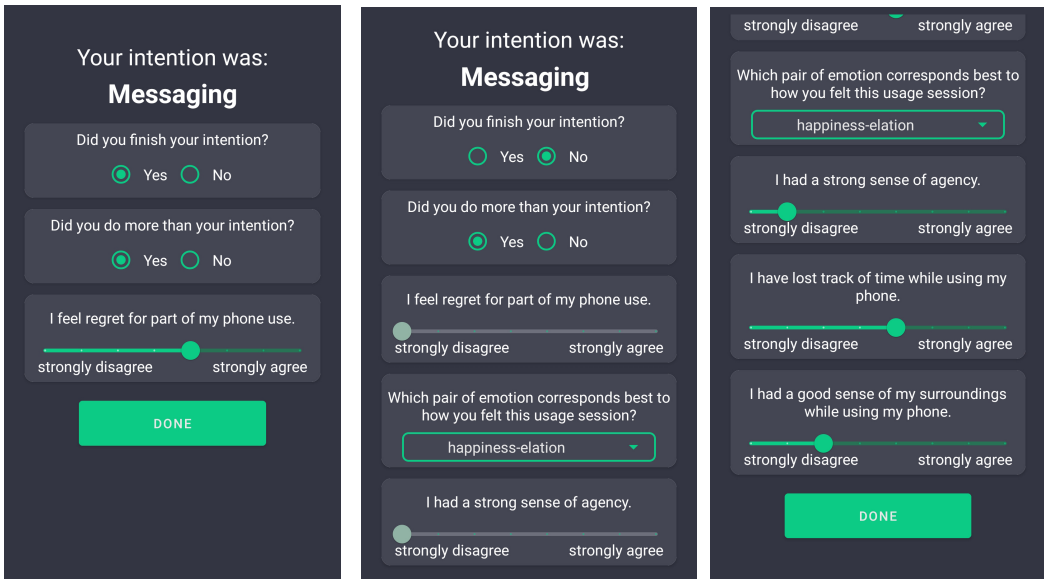 Your intention was:
Messaging
Did you finish your intention?
Yes No
Did you do more than your intention?
Yes No
I feel regret for part of my phone use.
strongly disagree strongly agree
DONE
Your intention was:
Messaging
Did you finish your intention?
Yes No
Did you do more than your intention?
Yes No
I feel regret for part of my phone use.
strongly disagree strongly agree
Which pair of emotion corresponds best to
how you felt this usage session?
happiness-elation
I had a strong sense of agency.
strongly disagree strongly agree
strongly disagree strongly agree
Which pair of emotion corresponds best to
how you felt this usage session?
happiness-elation
I had a strong sense of agency.
strongly disagree strongly agree
I have lost track of time while using my
phone.
strongly disagree strongly agree
I had a good sense of my surroundings
while using my phone.
strongly disagree strongly agree
DONE